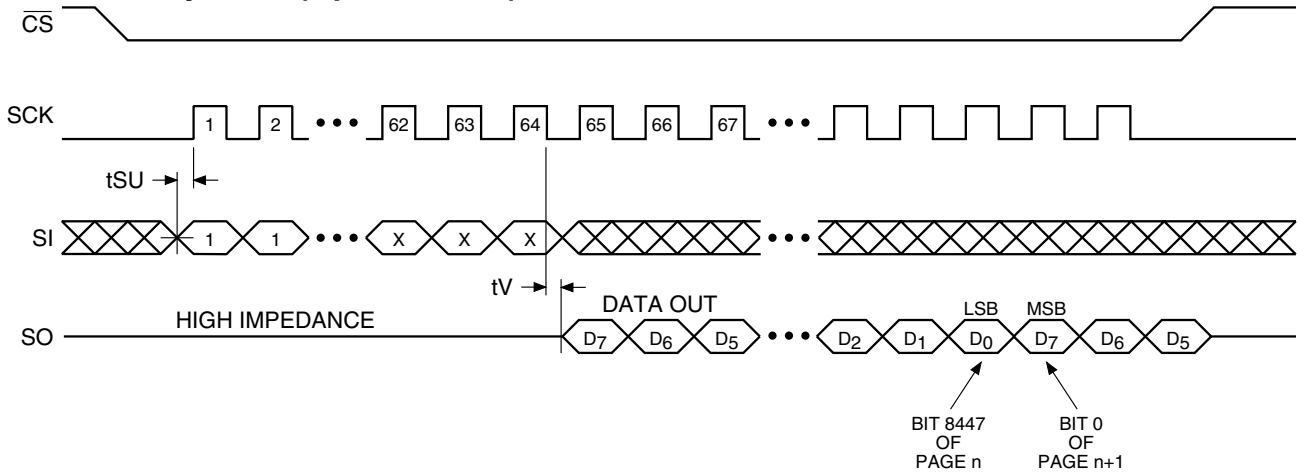 CS
SCK
1 2 ••• 62 63 64 65 66 67 •••
tSU
SI
1 1 ••• X X X •••
tV
DATA OUT
HIGH IMPEDANCE
LSB MSB
SO
D7 D6 D5 ••• D2 D1 D0 D7 D6 D5
BIT 8447
OF
PAGE n
BIT 0
OF
PAGE n+1